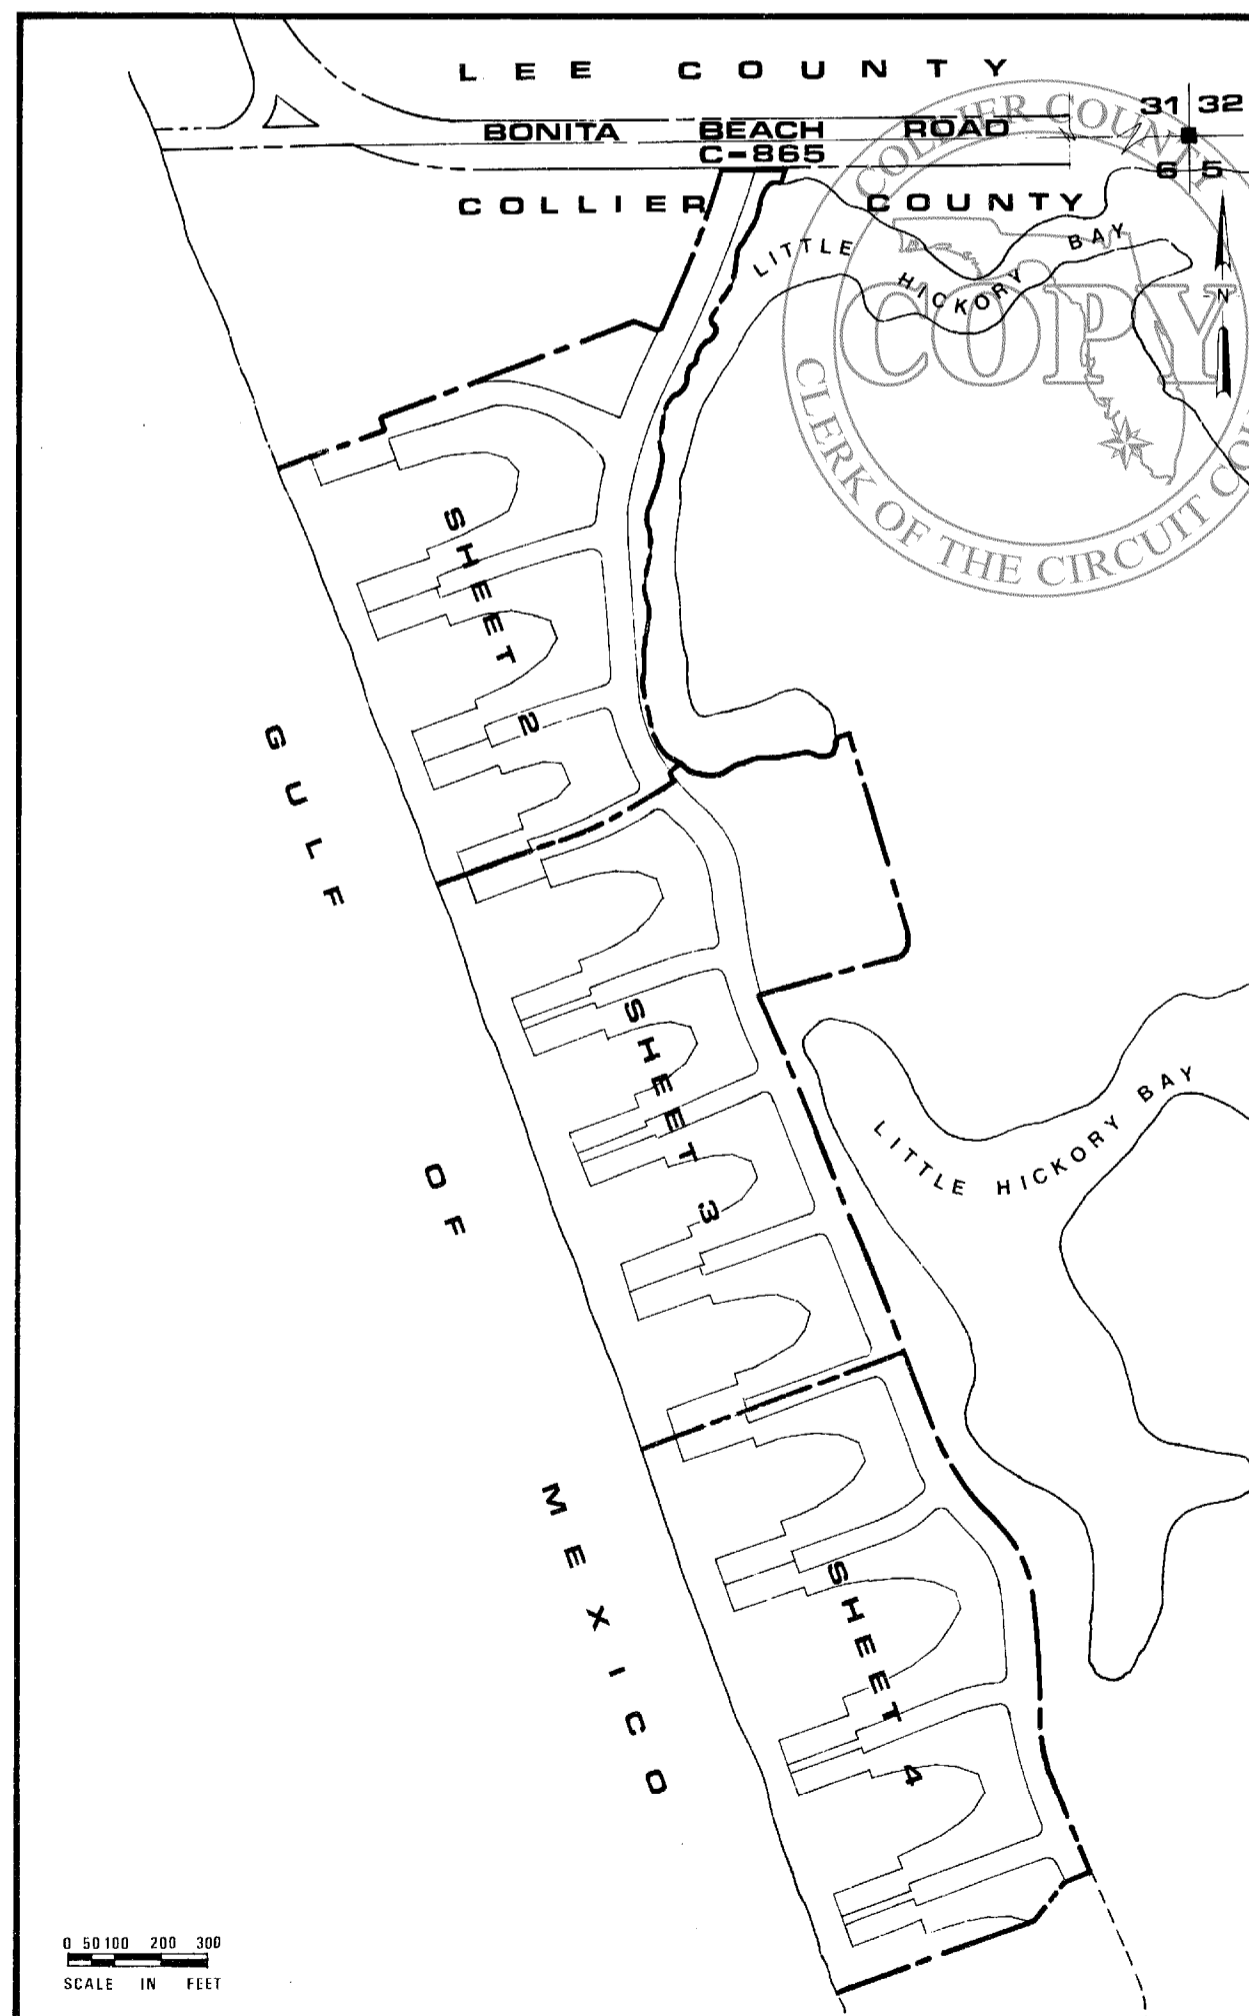 LEE COUNTY
31 32
BONITA BEACH ROAD
C-865
6 5
COLLIER COUNTY
LITTLE HICKORY BAY
N
COLLIER COUNTY
COPY
CLERK OF THE CIRCUIT
SHEET 2
GULF OF MEXICO
SHEET 3
LITTLE HICKORY BAY
SHEET 4
0 50 100 200 300
SCALE IN FEET